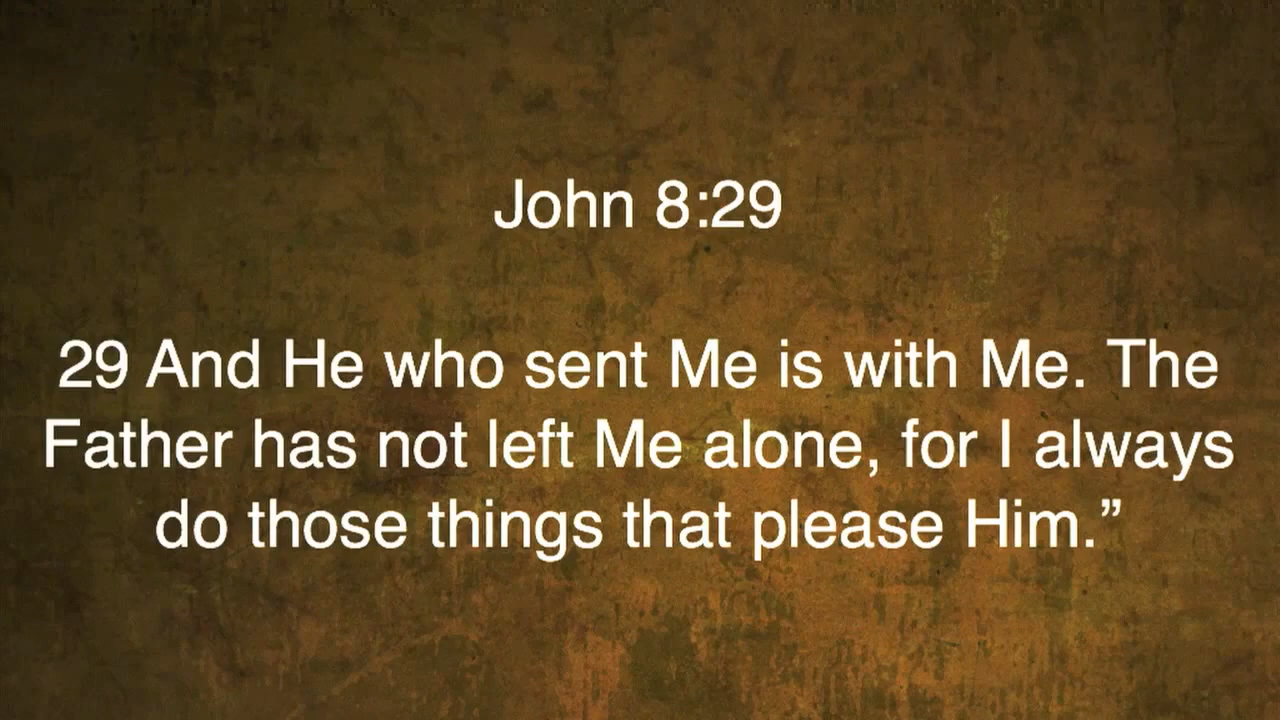 John 8:29
29 And He who sent Me is with Me. The
Father has not left Me alone, for I always
do those things that please Him.”